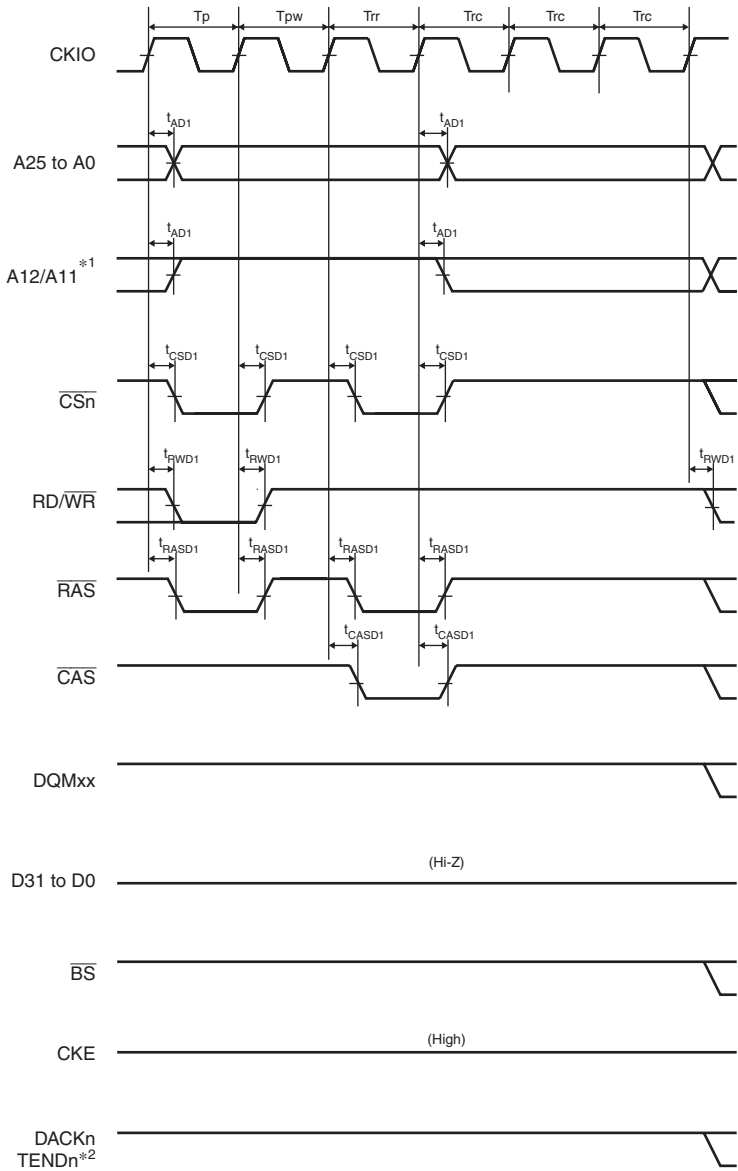 Tp Tpw Trr Trc Trc Trc
CKIO
tAD1 tAD1
A25 to A0
tAD1 tAD1
A12/A11 *1
tCSD1 tCSD1 tCSD1 tCSD1
CSn
tRWD1 tRWD1 tRWD1
RD/WR
tRASD1 tRASD1 tRASD1 tRASD1
RAS
tCASD1 tCASD1
CAS
DQMxx
(Hi-Z)
D31 to D0
BS
(High)
CKE
DACKn
TENDn*2